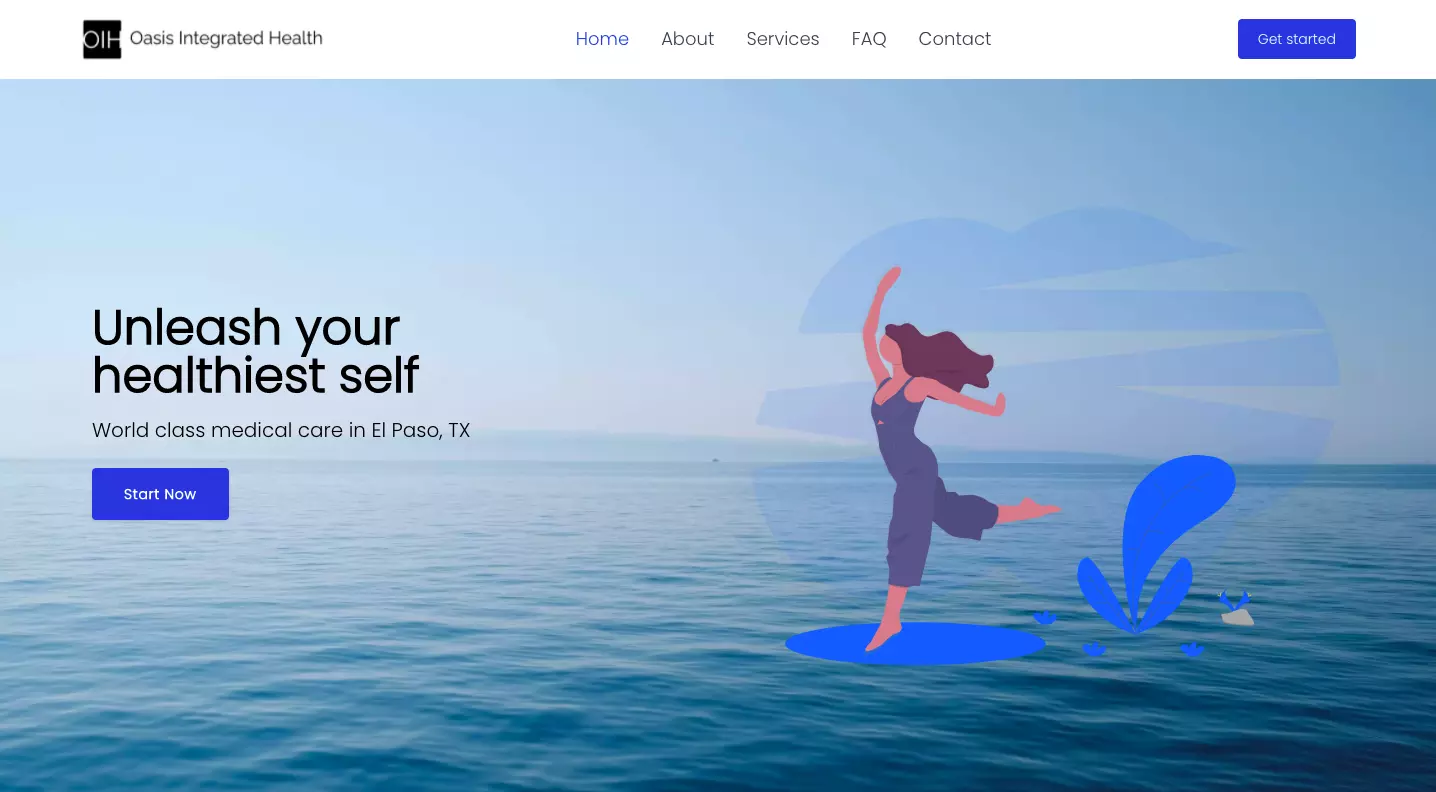 OIH Oasis Integrated Health
Home About Services FAQ Contact
Get started
Unleash your
healthiest self
World class medical care in El Paso, TX
Start Now